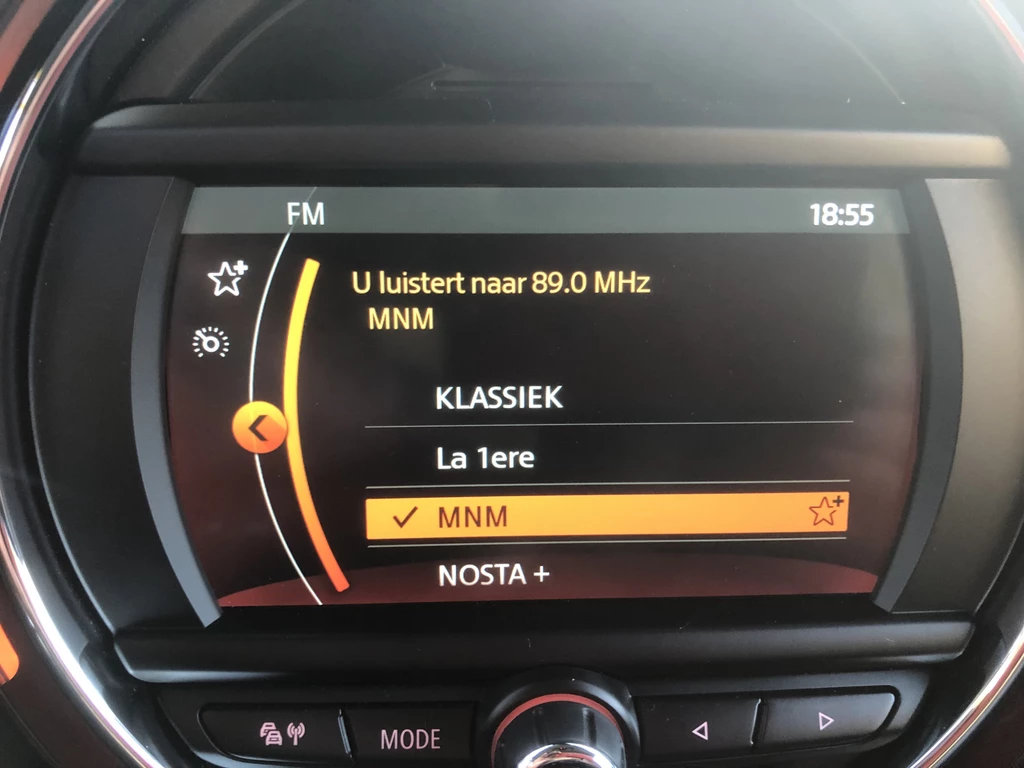 FM 18:55
U luistert naar 89.0 MHz
MNM
KLASSIEK
La 1ere
MNM
NOSTA +
MODE